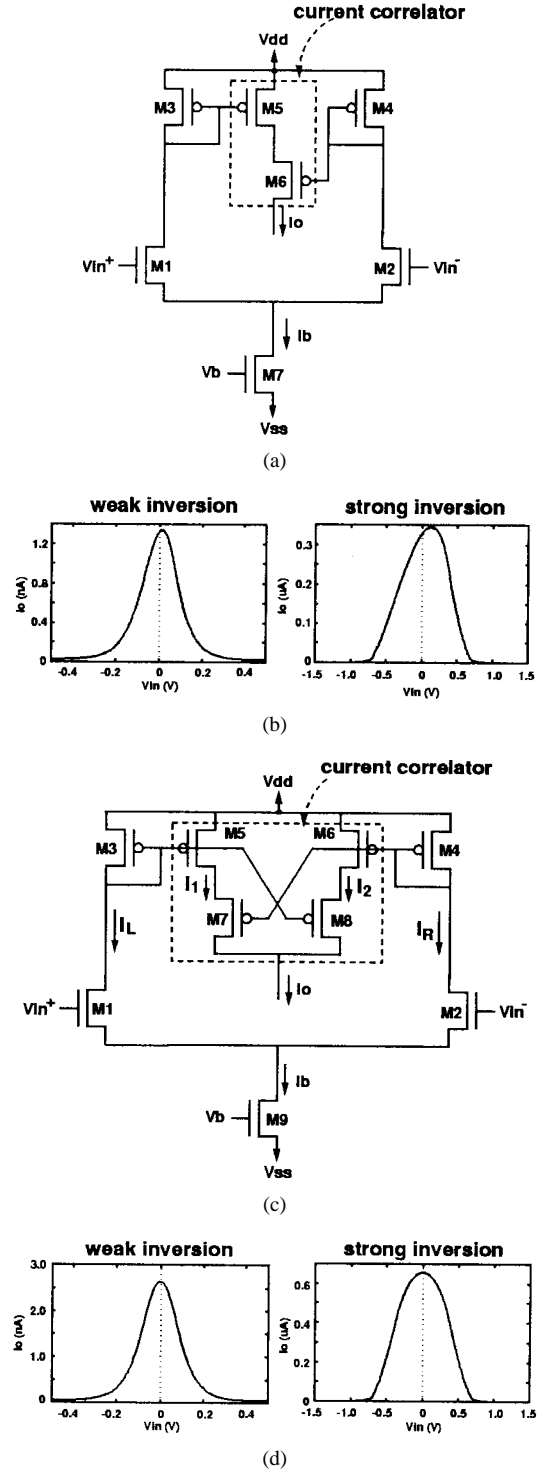 current correlator
Vdd
M3 M5 M4
M6
Io
Vin+ M1 M2 Vin-
Ib
Vb M7
Vss
(a)
weak inversion strong inversion
Io (nA) 1.2 0.8 0.4 0
-0.4 -0.2 0 0.2 0.4
Vin (V)
Io (uA) 0.3 0.2 0.1 0
-1.5 -1.0 -0.5 0 0.5 1.0 1.5
Vin (V)
(b)
current correlator
Vdd
M3 M5 M6 M4
I1 I2
M7 M8
IL IR
Io
Vin+ M1 M2 Vin-
Ib
Vb M9
Vss
(c)
weak inversion strong inversion
Io (nA) 3.0 2.0 1.0 0
-0.4 -0.2 0 0.2 0.4
Vin (V)
Io (uA) 0.6 0.4 0.2 0
-1.5 -1.0 -0.5 0 0.5 1.0 1.5
Vin (V)
(d)